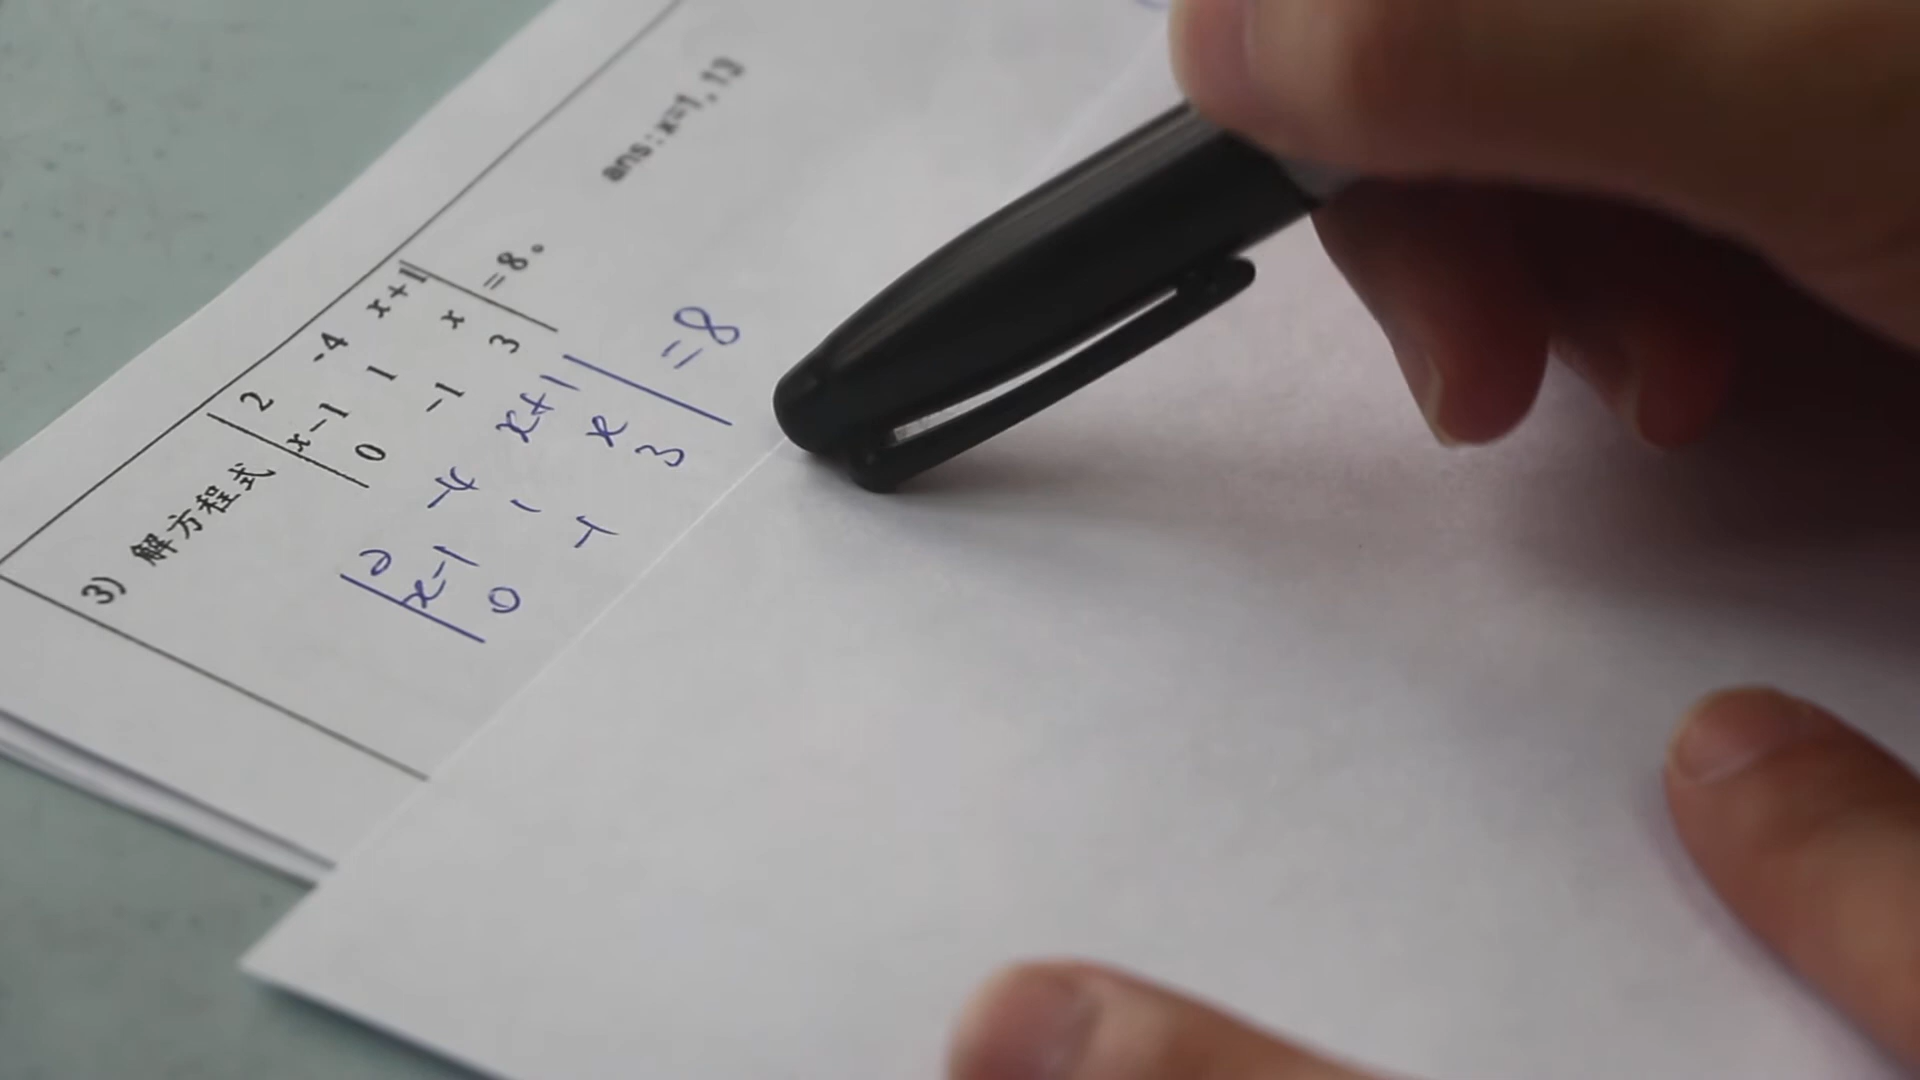 3) 解方程式
2 -4 x+1
x-1 1 x =8。
0 -1 3
ans:x=1,13
2 -4 x+1
x-1 1 x =8
0 -1 3